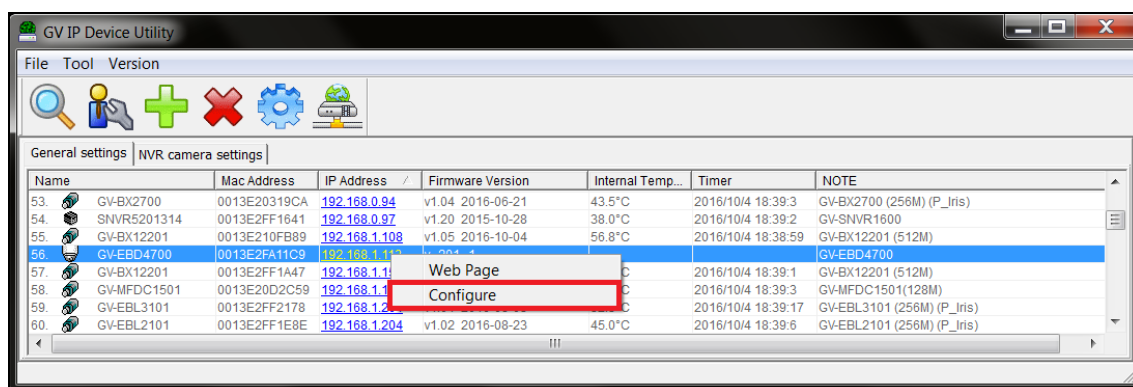 GV IP Device Utility
File Tool Version
General settings NVR camera settings
Name Mac Address IP Address Firmware Version Internal Temp... Timer NOTE
53. GV-BX2700 0013E20319CA 192.168.0.94 v1.04 2016-06-21 43.5°C 2016/10/4 18:39:3 GV-BX2700 (256M) (P_Iris)
54. SNVR5201314 0013E2FF1641 192.168.0.97 v1.20 2015-10-28 38.0°C 2016/10/4 18:39:2 GV-SNVR1600
55. GV-BX12201 0013E210FB89 192.168.1.108 v1.05 2016-10-04 56.8°C 2016/10/4 18:38:59 GV-BX12201 (512M)
56. GV-EBD4700 0013E2FA11C9 GV-EBD4700
Web Page
57. GV-BX12201 0013E2FF1A47 2016/10/4 18:39:1 GV-BX12201 (512M)
Configure
58. GV-MFDC1501 0013E20D2C59 2016/10/4 18:39:3 GV-MFDC1501(128M)
59. GV-EBL3101 0013E2FF2178 2016/10/4 18:39:17 GV-EBL3101 (256M) (P_Iris)
60. GV-EBL2101 0013E2FF1E8E 192.168.1.204 v1.02 2016-08-23 45.0°C 2016/10/4 18:39:6 GV-EBL2101 (256M) (P_Iris)